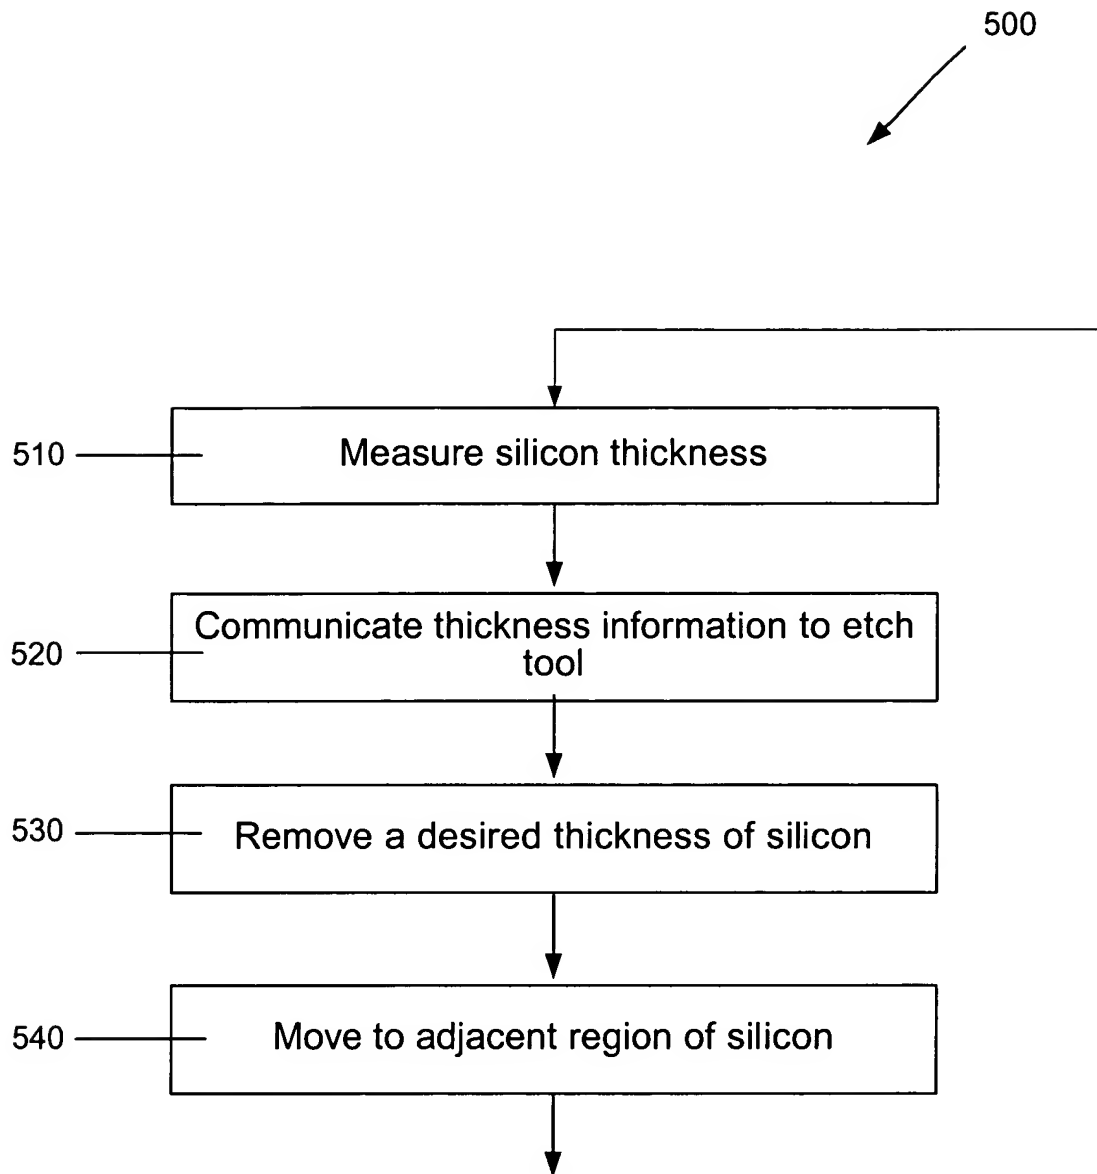 500
510
Measure silicon thickness
520
Communicate thickness information to etch
tool
530
Remove a desired thickness of silicon
540
Move to adjacent region of silicon